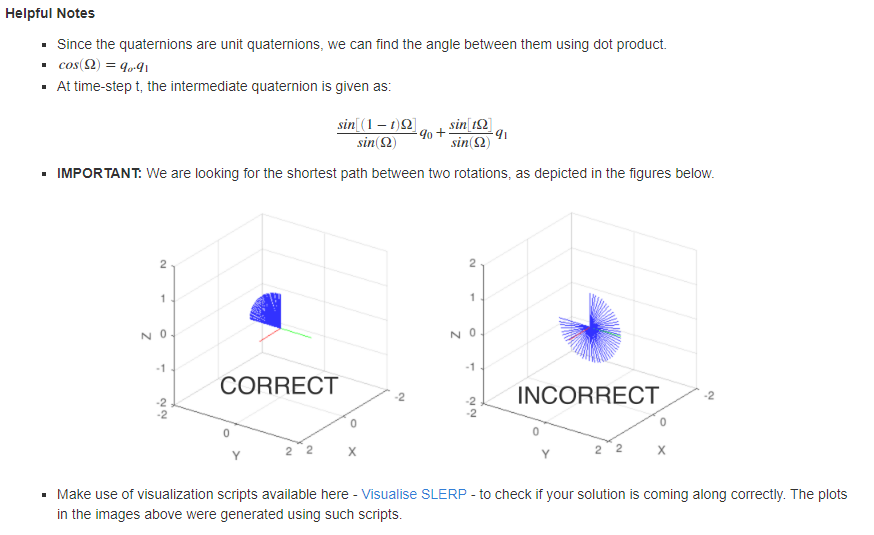 Helpful Notes
▪ Since the quaternions are unit quaternions, we can find the angle between them using dot product.
▪ cos(Ω) = qₒ.q₁
▪ At time-step t, the intermediate quaternion is given as:
sin[(1 − t)Ω]/sin(Ω) q₀ + sin[tΩ]/sin(Ω) q₁
▪ IMPORTANT: We are looking for the shortest path between two rotations, as depicted in the figures below.
2
1
Z 0
-1
-2
-2
0
Y
2 2
0
X
-2
CORRECT
2
1
Z 0
-1
-2
-2
0
Y
2 2
0
X
-2
INCORRECT
▪ Make use of visualization scripts available here - Visualise SLERP - to check if your solution is coming along correctly. The plots
in the images above were generated using such scripts.